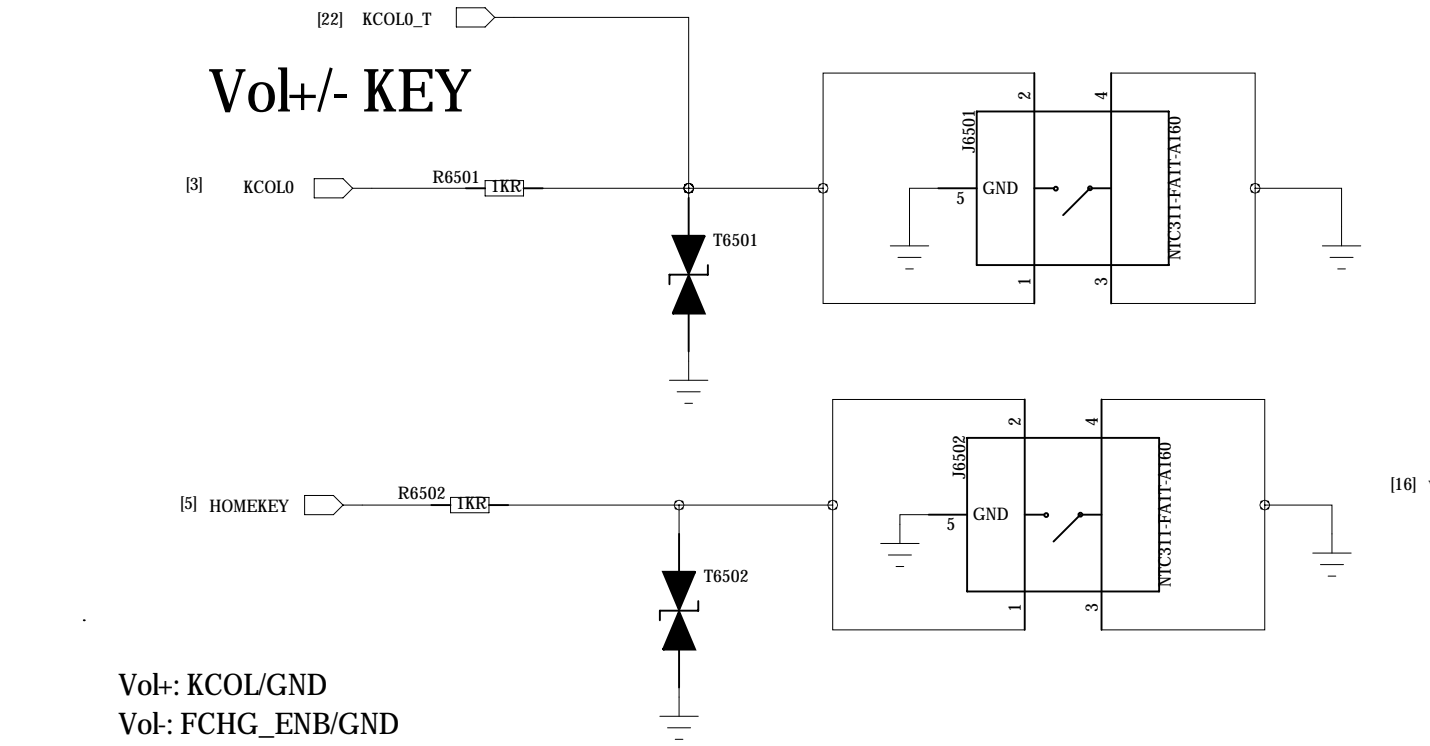 [22] KCOL0_T
Vol+/- KEY
2
4
J6501
NTC311-FA1T-A160
[3] KCOL0
R6501
1KR
GND
5
T6501
1
3
2
4
J6502
NTC311-FA1T-A160
[5] HOMEKEY
R6502
1KR
GND
5
[16]
T6502
1
3
Vol+: KCOL/GND
Vol-: FCHG_ENB/GND